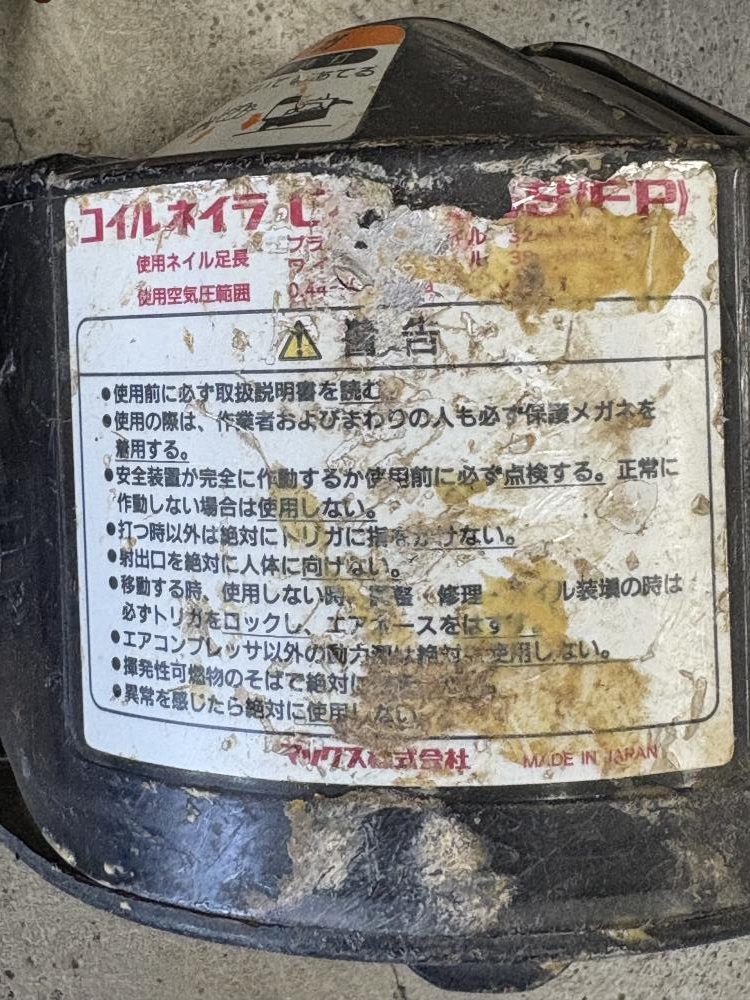 てもあてる
コイルネイラ
使用ネイル足長
使用空気圧範囲
警告
●使用前に必ず取扱説明書を読む
●使用の際は、作業者およびまわりの人も必ず保護メガネを
着用する。
●安全装置が完全に作動するか使用前に必ず点検する。正常に
作動しない場合は使用しない。
●打つ時以外は絶対にトリガに指をかけない。
●射出口を絶対に人体に向けない。
●移動する時、使用しない時、調整・修理・ イル装填の時は
必ずトリガをロックし、エアホースをはずす。
●エアコンプレッサ以外の動力源は絶対に使用しない。
●揮発性可燃物のそばで絶対に
●異常を感じたら絶対に使用しない。
マックス株式会社 MADE IN JAPAN